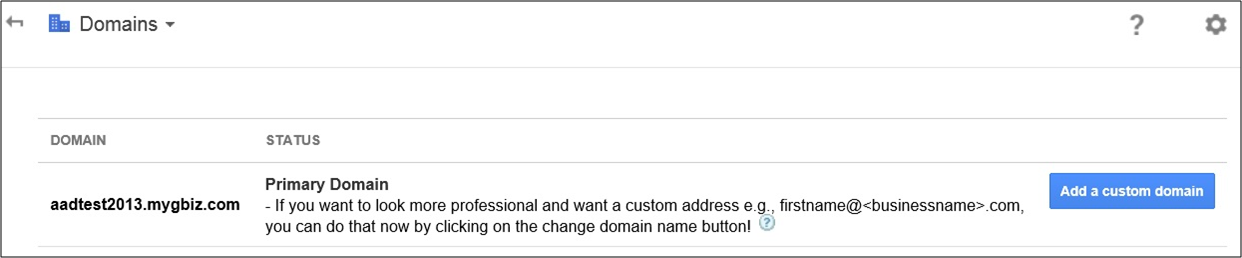 Domains
?
DOMAIN STATUS
Primary Domain
aadtest2013.mygbiz.com - If you want to look more professional and want a custom address e.g., firstname@<businessname>.com, Add a custom domain
you can do that now by clicking on the change domain name button! ?